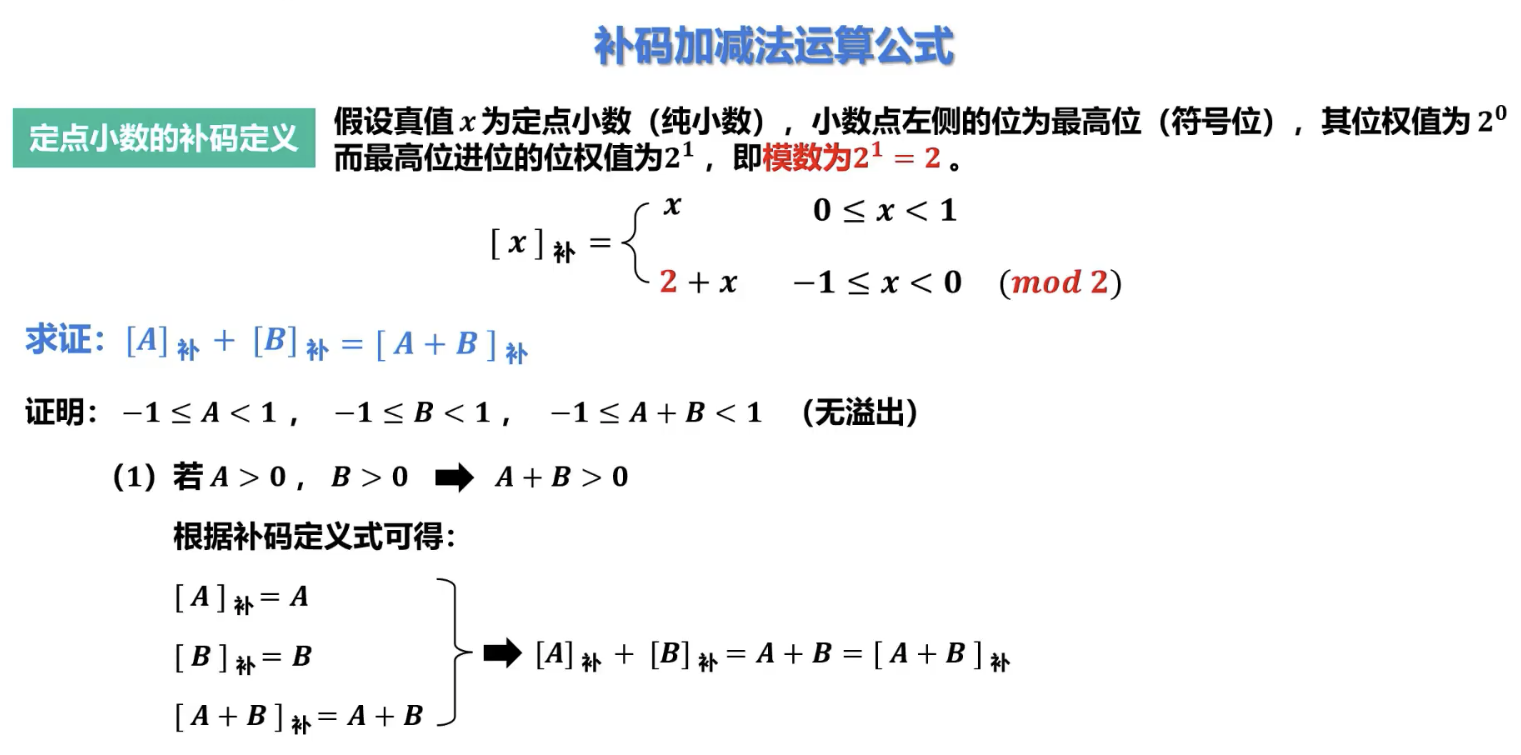 补码加减法运算公式
定点小数的补码定义
假设真值 x 为定点小数（纯小数），小数点左侧的位为最高位（符号位），其位权值为 2⁰
而最高位进位的位权值为2¹，即模数为2¹ = 2 。
x 0 ≤ x < 1
[ x ]补 = {
2 + x −1 ≤ x < 0 (mod 2)
求证：[A]补 + [B]补 = [ A + B ]补
证明： −1 ≤ A < 1 ， −1 ≤ B < 1 ， −1 ≤ A + B < 1 （无溢出）
（1）若 A > 0 ， B > 0 ➡ A + B > 0
根据补码定义式可得：
[ A ]补 = A
[ B ]补 = B
➡ [A]补 + [B]补 = A + B = [ A + B ]补
[ A + B ]补 = A + B